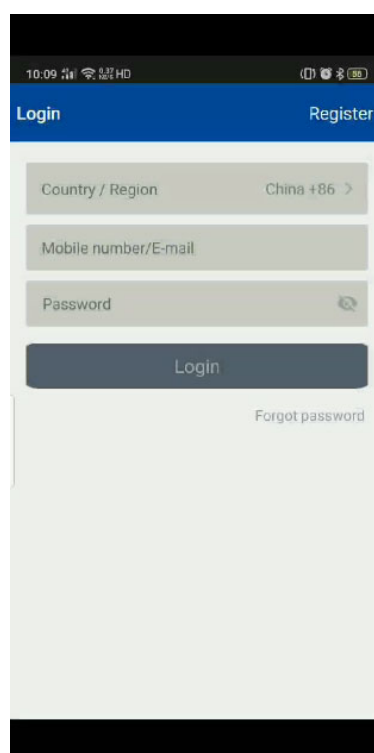 10:09 HD
Login Register
Country / Region China +86 >
Mobile number/E-mail
Password
Login
Forgot password